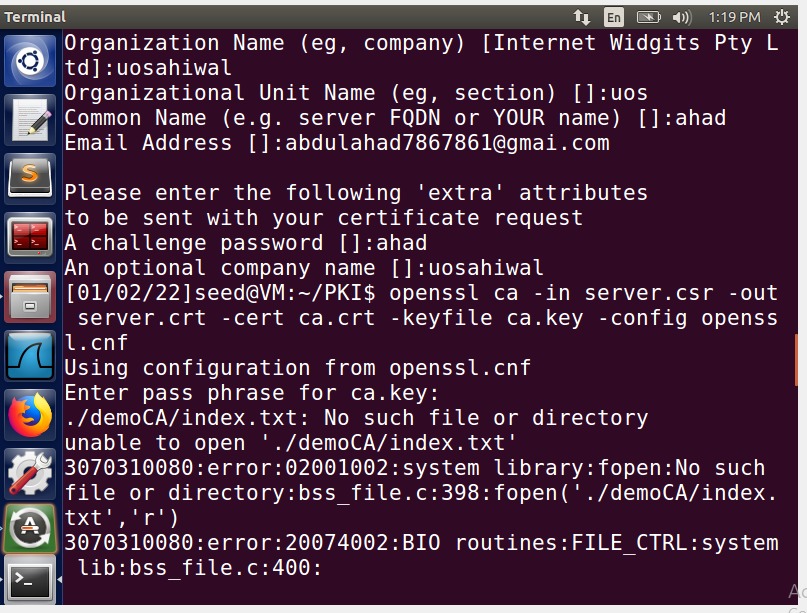 Terminal
En
1:19 PM
Organization Name (eg, company) [Internet Widgits Pty L
td]:uosahiwal
Organizational Unit Name (eg, section) []:uos
Common Name (e.g. server FQDN or YOUR name) []:ahad
Email Address []:abdulahad7867861@gmai.com
Please enter the following 'extra' attributes
to be sent with your certificate request
A challenge password []:ahad
An optional company name []:uosahiwal
[01/02/22]seed@VM:~/PKI$ openssl ca -in server.csr -out
 server.crt -cert ca.crt -keyfile ca.key -config openss
l.cnf
Using configuration from openssl.cnf
Enter pass phrase for ca.key:
./demoCA/index.txt: No such file or directory
unable to open './demoCA/index.txt'
3070310080:error:02001002:system library:fopen:No such
file or directory:bss_file.c:398:fopen('./demoCA/index.
txt','r')
3070310080:error:20074002:BIO routines:FILE_CTRL:system
 lib:bss_file.c:400: